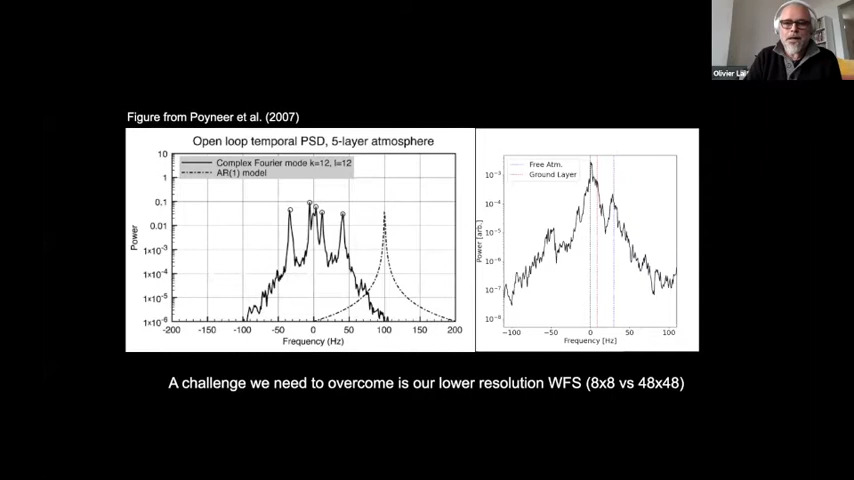 Olivier
Figure from Poyneer et al. (2007)
Open loop temporal PSD, 5-layer atmosphere
Complex Fourier mode k=12, l=12
AR(1) model
10
1
0.1
0.01
1×10⁻³
1×10⁻⁴
1×10⁻⁵
1×10⁻⁶
Power
-200 -150 -100 -50 0 50 100 150 200
Frequency (Hz)
Free Atm.
Ground Layer
10⁻³
10⁻⁴
10⁻⁵
10⁻⁶
10⁻⁷
10⁻⁸
Power [arb.]
−100 −50 0 50 100
Frequency [Hz]
A challenge we need to overcome is our lower resolution WFS (8x8 vs 48x48)